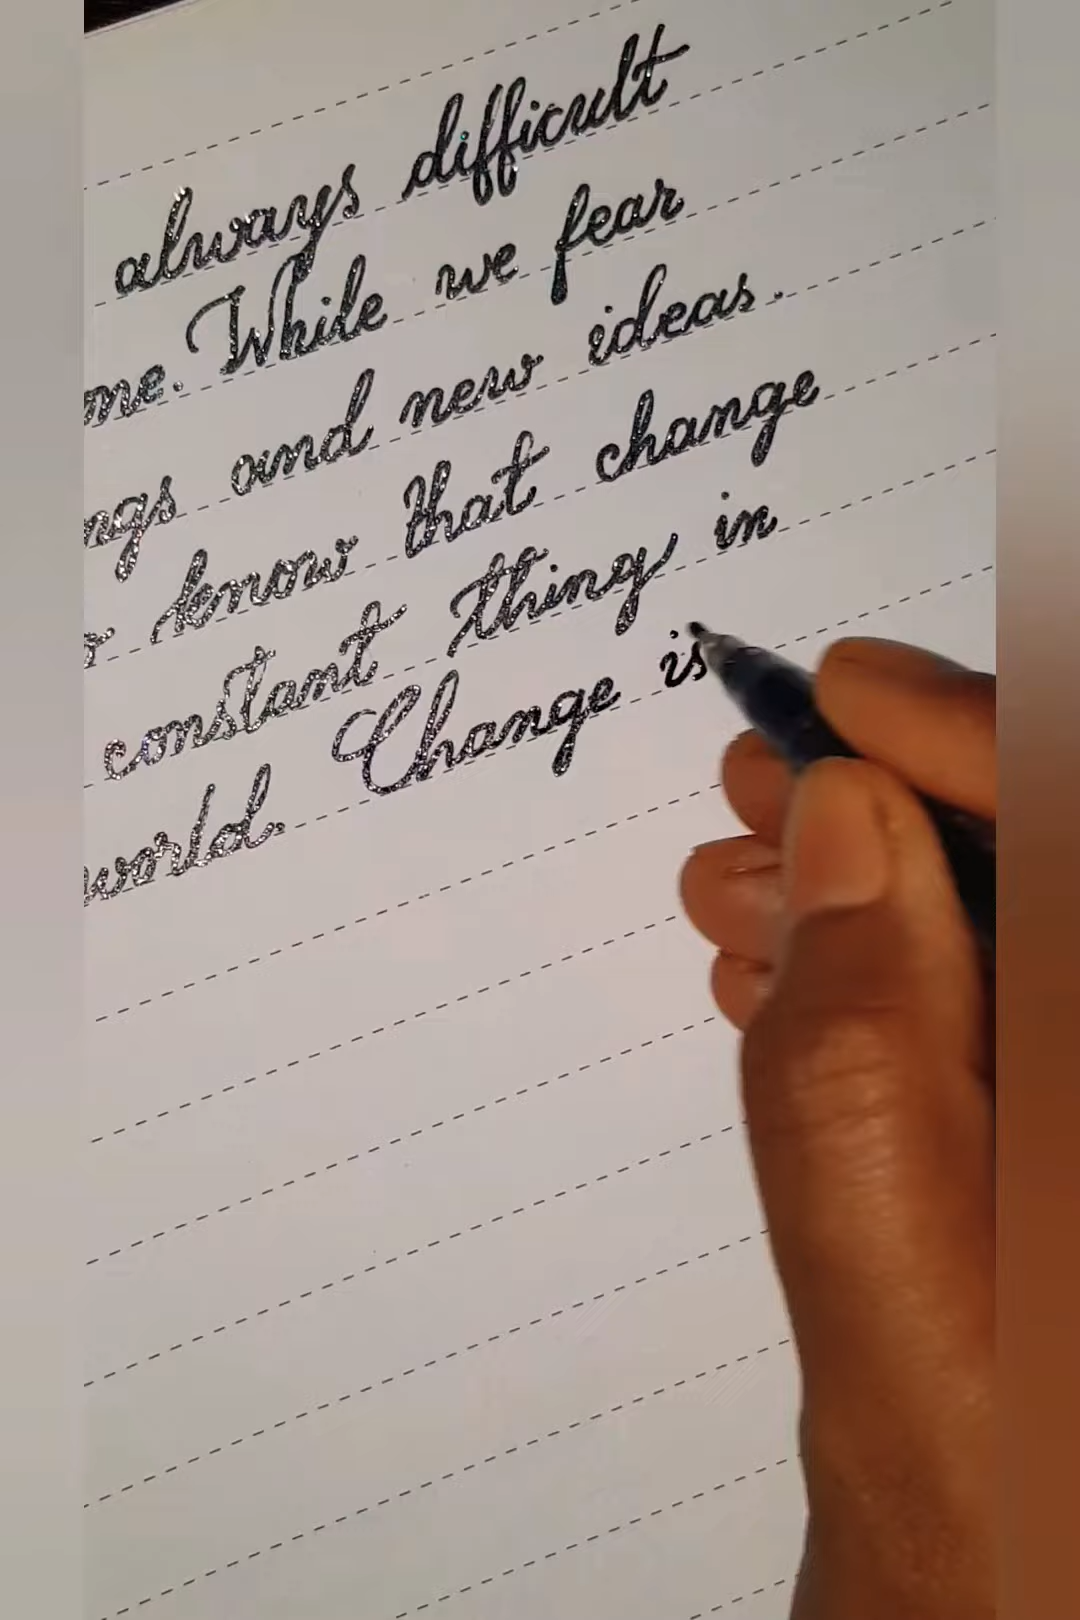 always difficult
me. While we fear
ngs and new ideas.
know that change
constant thing in
world. Change is